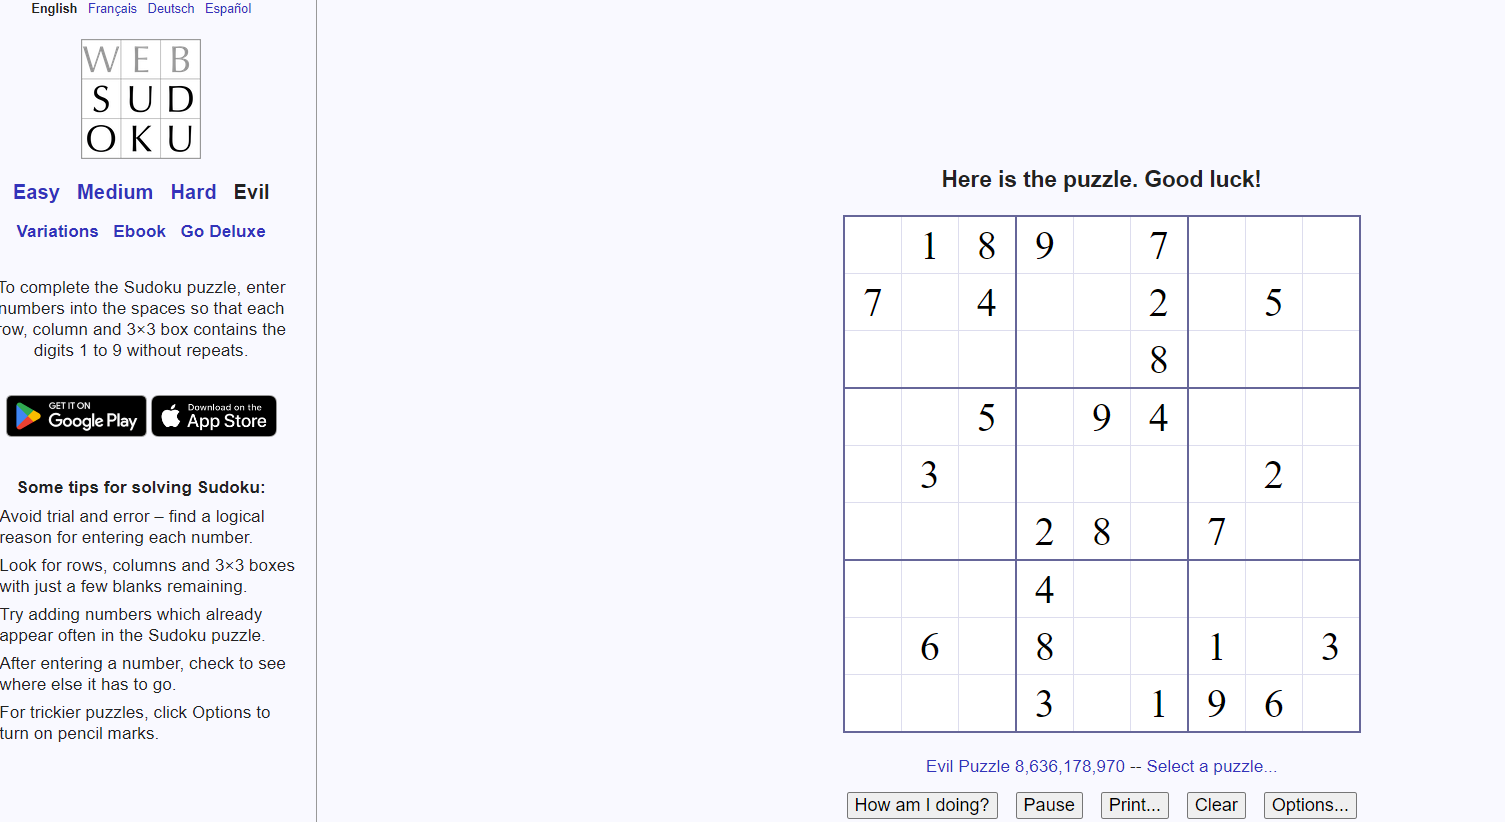 English Français Deutsch Español
WEB
SUD
OKU
Easy Medium Hard Evil
Variations Ebook Go Deluxe
To complete the Sudoku puzzle, enter
numbers into the spaces so that each
row, column and 3×3 box contains the
digits 1 to 9 without repeats.
GET IT ON
Google Play
Download on the
App Store
Some tips for solving Sudoku:
Avoid trial and error – find a logical
reason for entering each number.
Look for rows, columns and 3×3 boxes
with just a few blanks remaining.
Try adding numbers which already
appear often in the Sudoku puzzle.
After entering a number, check to see
where else it has to go.
For trickier puzzles, click Options to
turn on pencil marks.
Here is the puzzle. Good luck!
1 8 9 7
7 4 2 5
8
5 9 4
3 2
2 8 7
4
6 8 1 3
3 1 9 6
Evil Puzzle 8,636,178,970 -- Select a puzzle...
How am I doing? Pause Print... Clear Options...